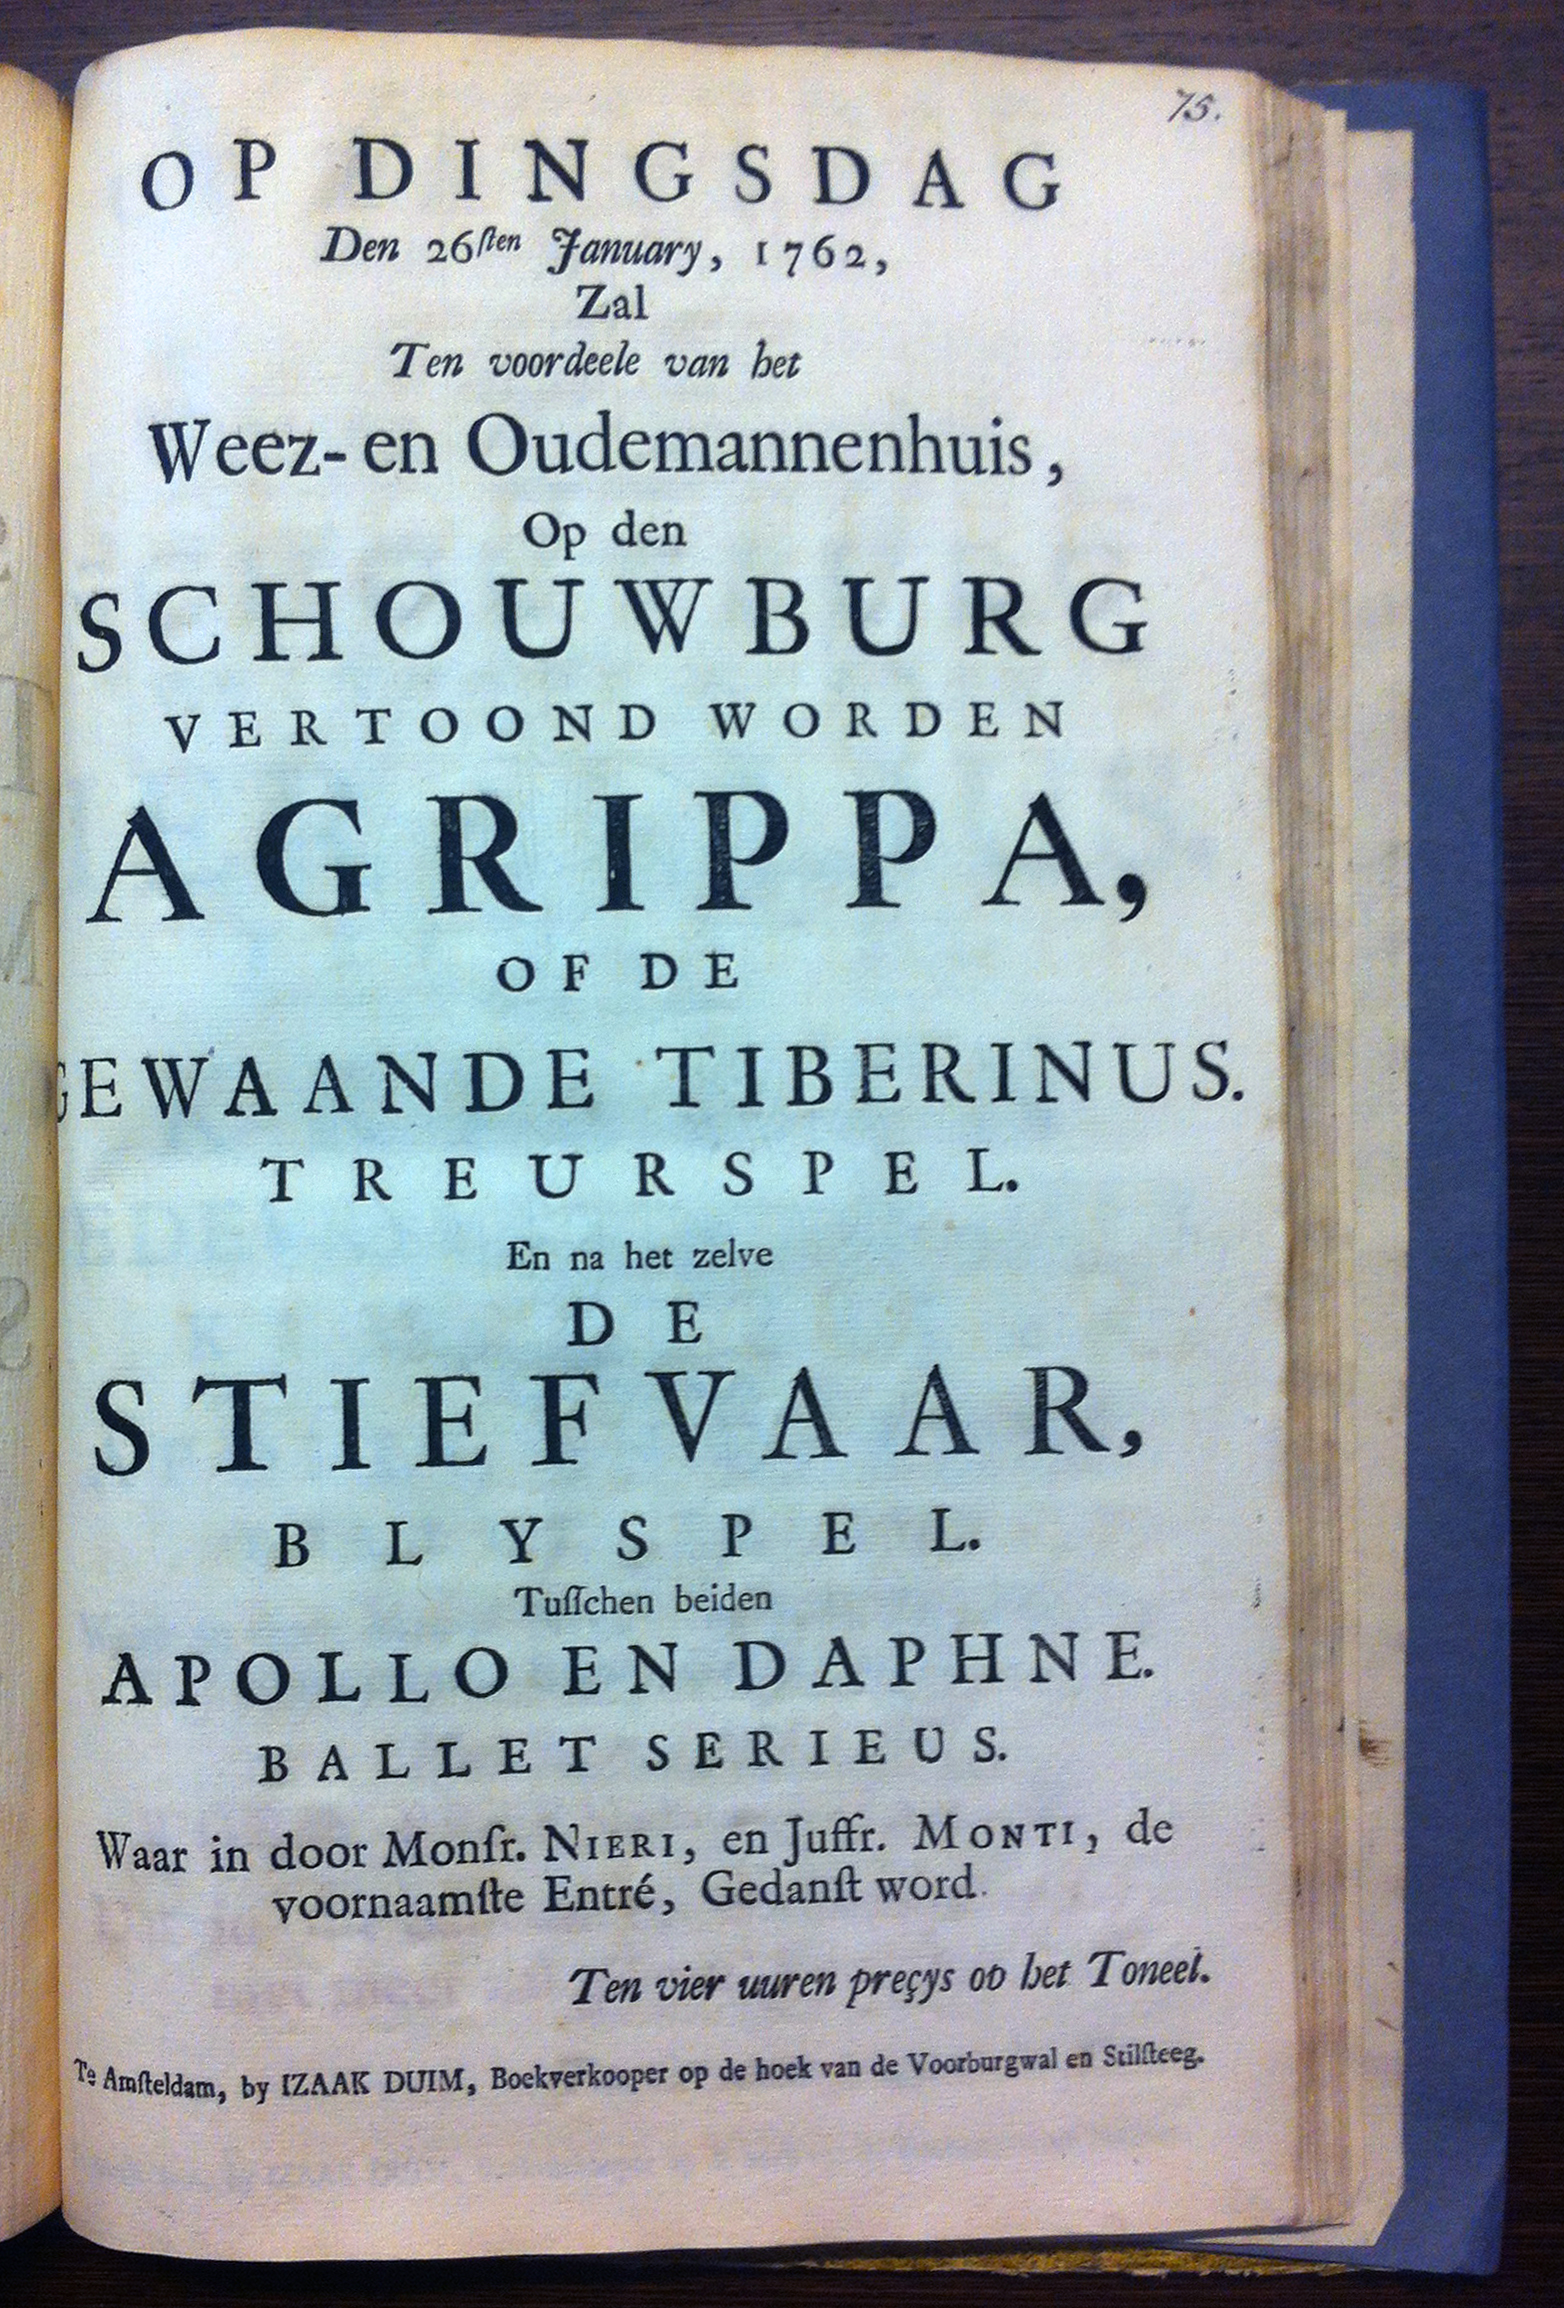 75.
OP DINGSDAG
Den 26ſten January, 1762,
Zal
Ten voordeele van het
Weez- en Oudemannenhuis,
Op den
SCHOUWBURG
VERTOOND WORDEN
AGRIPPA,
OF DE
GEWAANDE TIBERINUS.
TREURSPEL.
En na het zelve
DE
STIEFVAAR,
BLYSPEL.
Tuſſchen beiden
APOLLO EN DAPHNE.
BALLET SERIEUS.
Waar in door Monſr. NIERI, en Juffr. MONTI, de
voornaamſte Entré, Gedanſt word.
Ten vier uuren preçys op het Toneel.
Te Amſteldam, by IZAAK DUIM, Boekverkooper op de hoek van de Voorburgwal en Stilſteeg.